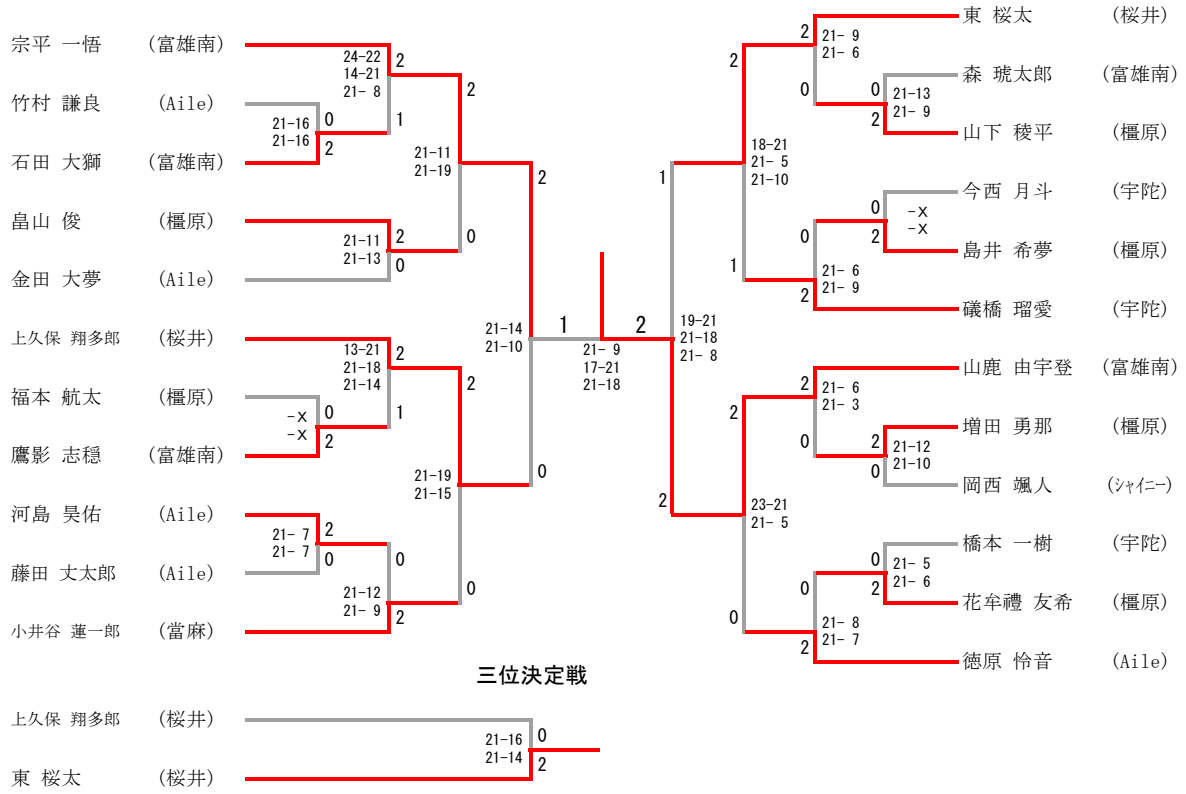 宗平 一悟 (富雄南)
24-22 2
14-21
21- 8
2
竹村 謙良 (Aile)
21-16 0
21-16 2
1
石田 大獅 (富雄南)
21-11
21-19
2
畠山 俊 (橿原)
21-11 2
21-13 0
0
金田 大夢 (Aile)
上久保 翔多郎 (桜井)
13-21 2
21-18
21-14
2
福本 航太 (橿原)
-X 0
-X 2
1
鷹影 志穏 (富雄南)
21-19
21-15
0
河島 昊佑 (Aile)
21- 7 2
21- 7 0
0
藤田 丈太郎 (Aile)
21-12
21- 9 2
0
小井谷 蓮一郎 (當麻)
21-14
21-10
1 2
21- 9
17-21
21-18
東 桜太 (桜井)
2 21- 9
21- 6
2
森 琥太郎 (富雄南)
0 21-13
2 21- 9
0
山下 稜平 (橿原)
18-21
21- 5
21-10
1
今西 月斗 (宇陀)
0 -X
2 -X
0
島井 希夢 (橿原)
21- 6
2 21- 9
1
礒橋 瑠愛 (宇陀)
19-21
21-18
21- 8
山鹿 由宇登 (富雄南)
2 21- 6
21- 3
2
増田 勇那 (橿原)
2 21-12
0 21-10
0
岡西 颯人 (シャイニー)
2
23-21
21- 5
橋本 一樹 (宇陀)
0 21- 5
2 21- 6
0
花牟禮 友希 (橿原)
21- 8
2 21- 7
0
徳原 怜音 (Aile)
三位決定戦
上久保 翔多郎 (桜井)
21-16 0
21-14 2
東 桜太 (桜井)